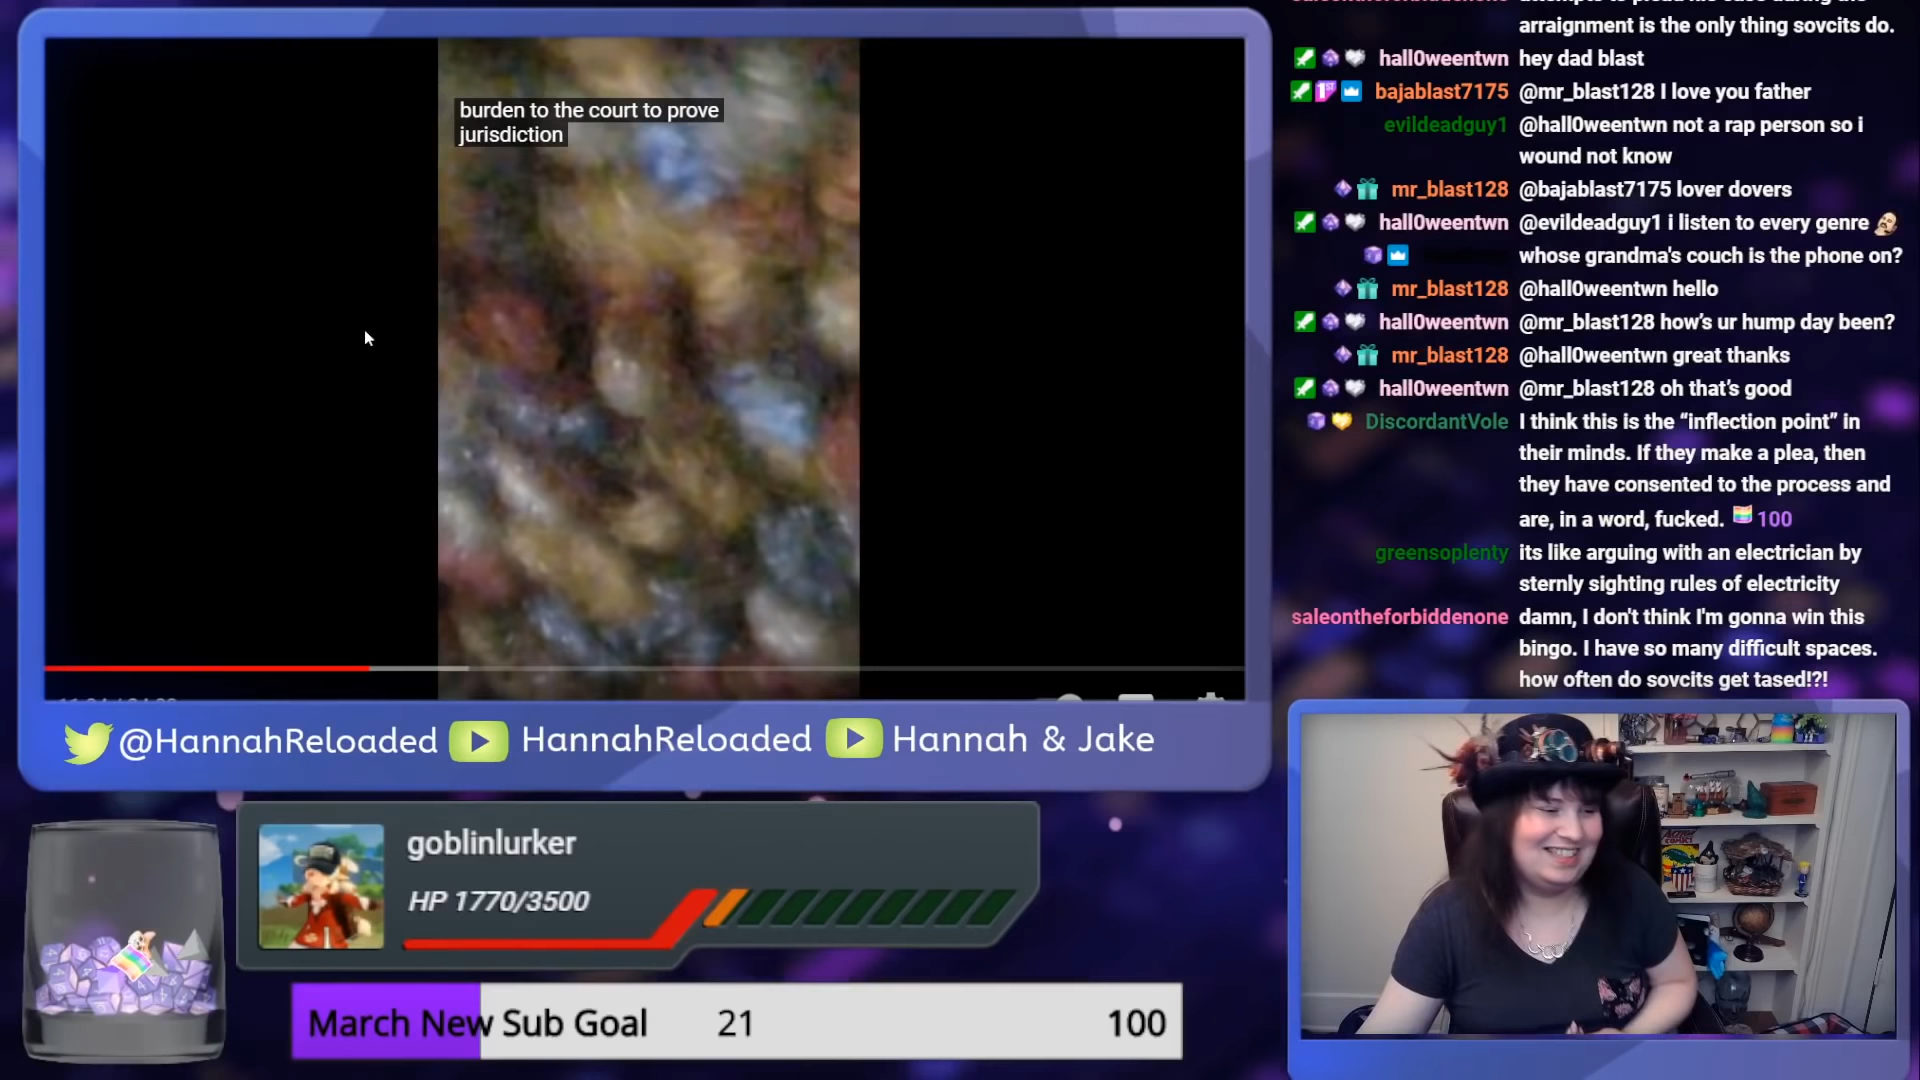 burden to the court to prove
jurisdiction
@HannahReloaded HannahReloaded Hannah & Jake
goblinlurker
HP 1770/3500
March New Sub Goal 21 100
arraignment is the only thing sovcits do.
hall0weentwn hey dad blast
bajablast7175 @mr_blast128 I love you father
evildeadguy1 @hall0weentwn not a rap person so i
wound not know
mr_blast128 @bajablast7175 lover dovers
hall0weentwn @evildeadguy1 i listen to every genre
whose grandma's couch is the phone on?
mr_blast128 @hall0weentwn hello
hall0weentwn @mr_blast128 how's ur hump day been?
mr_blast128 @hall0weentwn great thanks
hall0weentwn @mr_blast128 oh that's good
DiscordantVole I think this is the “inflection point” in
their minds. If they make a plea, then
they have consented to the process and
are, in a word, fucked. 100
greensoplenty its like arguing with an electrician by
sternly sighting rules of electricity
saleontheforbiddenone damn, I don't think I'm gonna win this
bingo. I have so many difficult spaces.
how often do sovcits get tased!?!